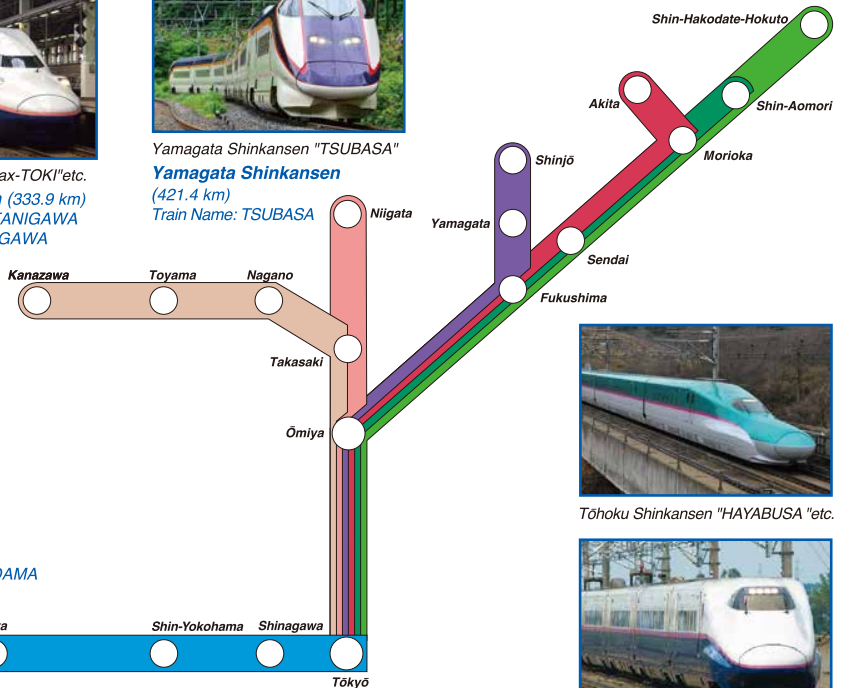 Shin-Hakodate-Hokuto
Akita
Shin-Aomori
Morioka
Yamagata Shinkansen "TSUBASA"
Shinjō
ax-TOKI"etc.
Yamagata Shinkansen
(333.9 km)
(421.4 km)
TANIGAWA
Train Name: TSUBASA
Niigata
Yamagata
GAWA
Sendai
Kanazawa
Toyama
Nagano
Fukushima
Takasaki
Ōmiya
Tōhoku Shinkansen "HAYABUSA "etc.
DAMA
Shin-Yokohama
Shinagawa
Tōkyō